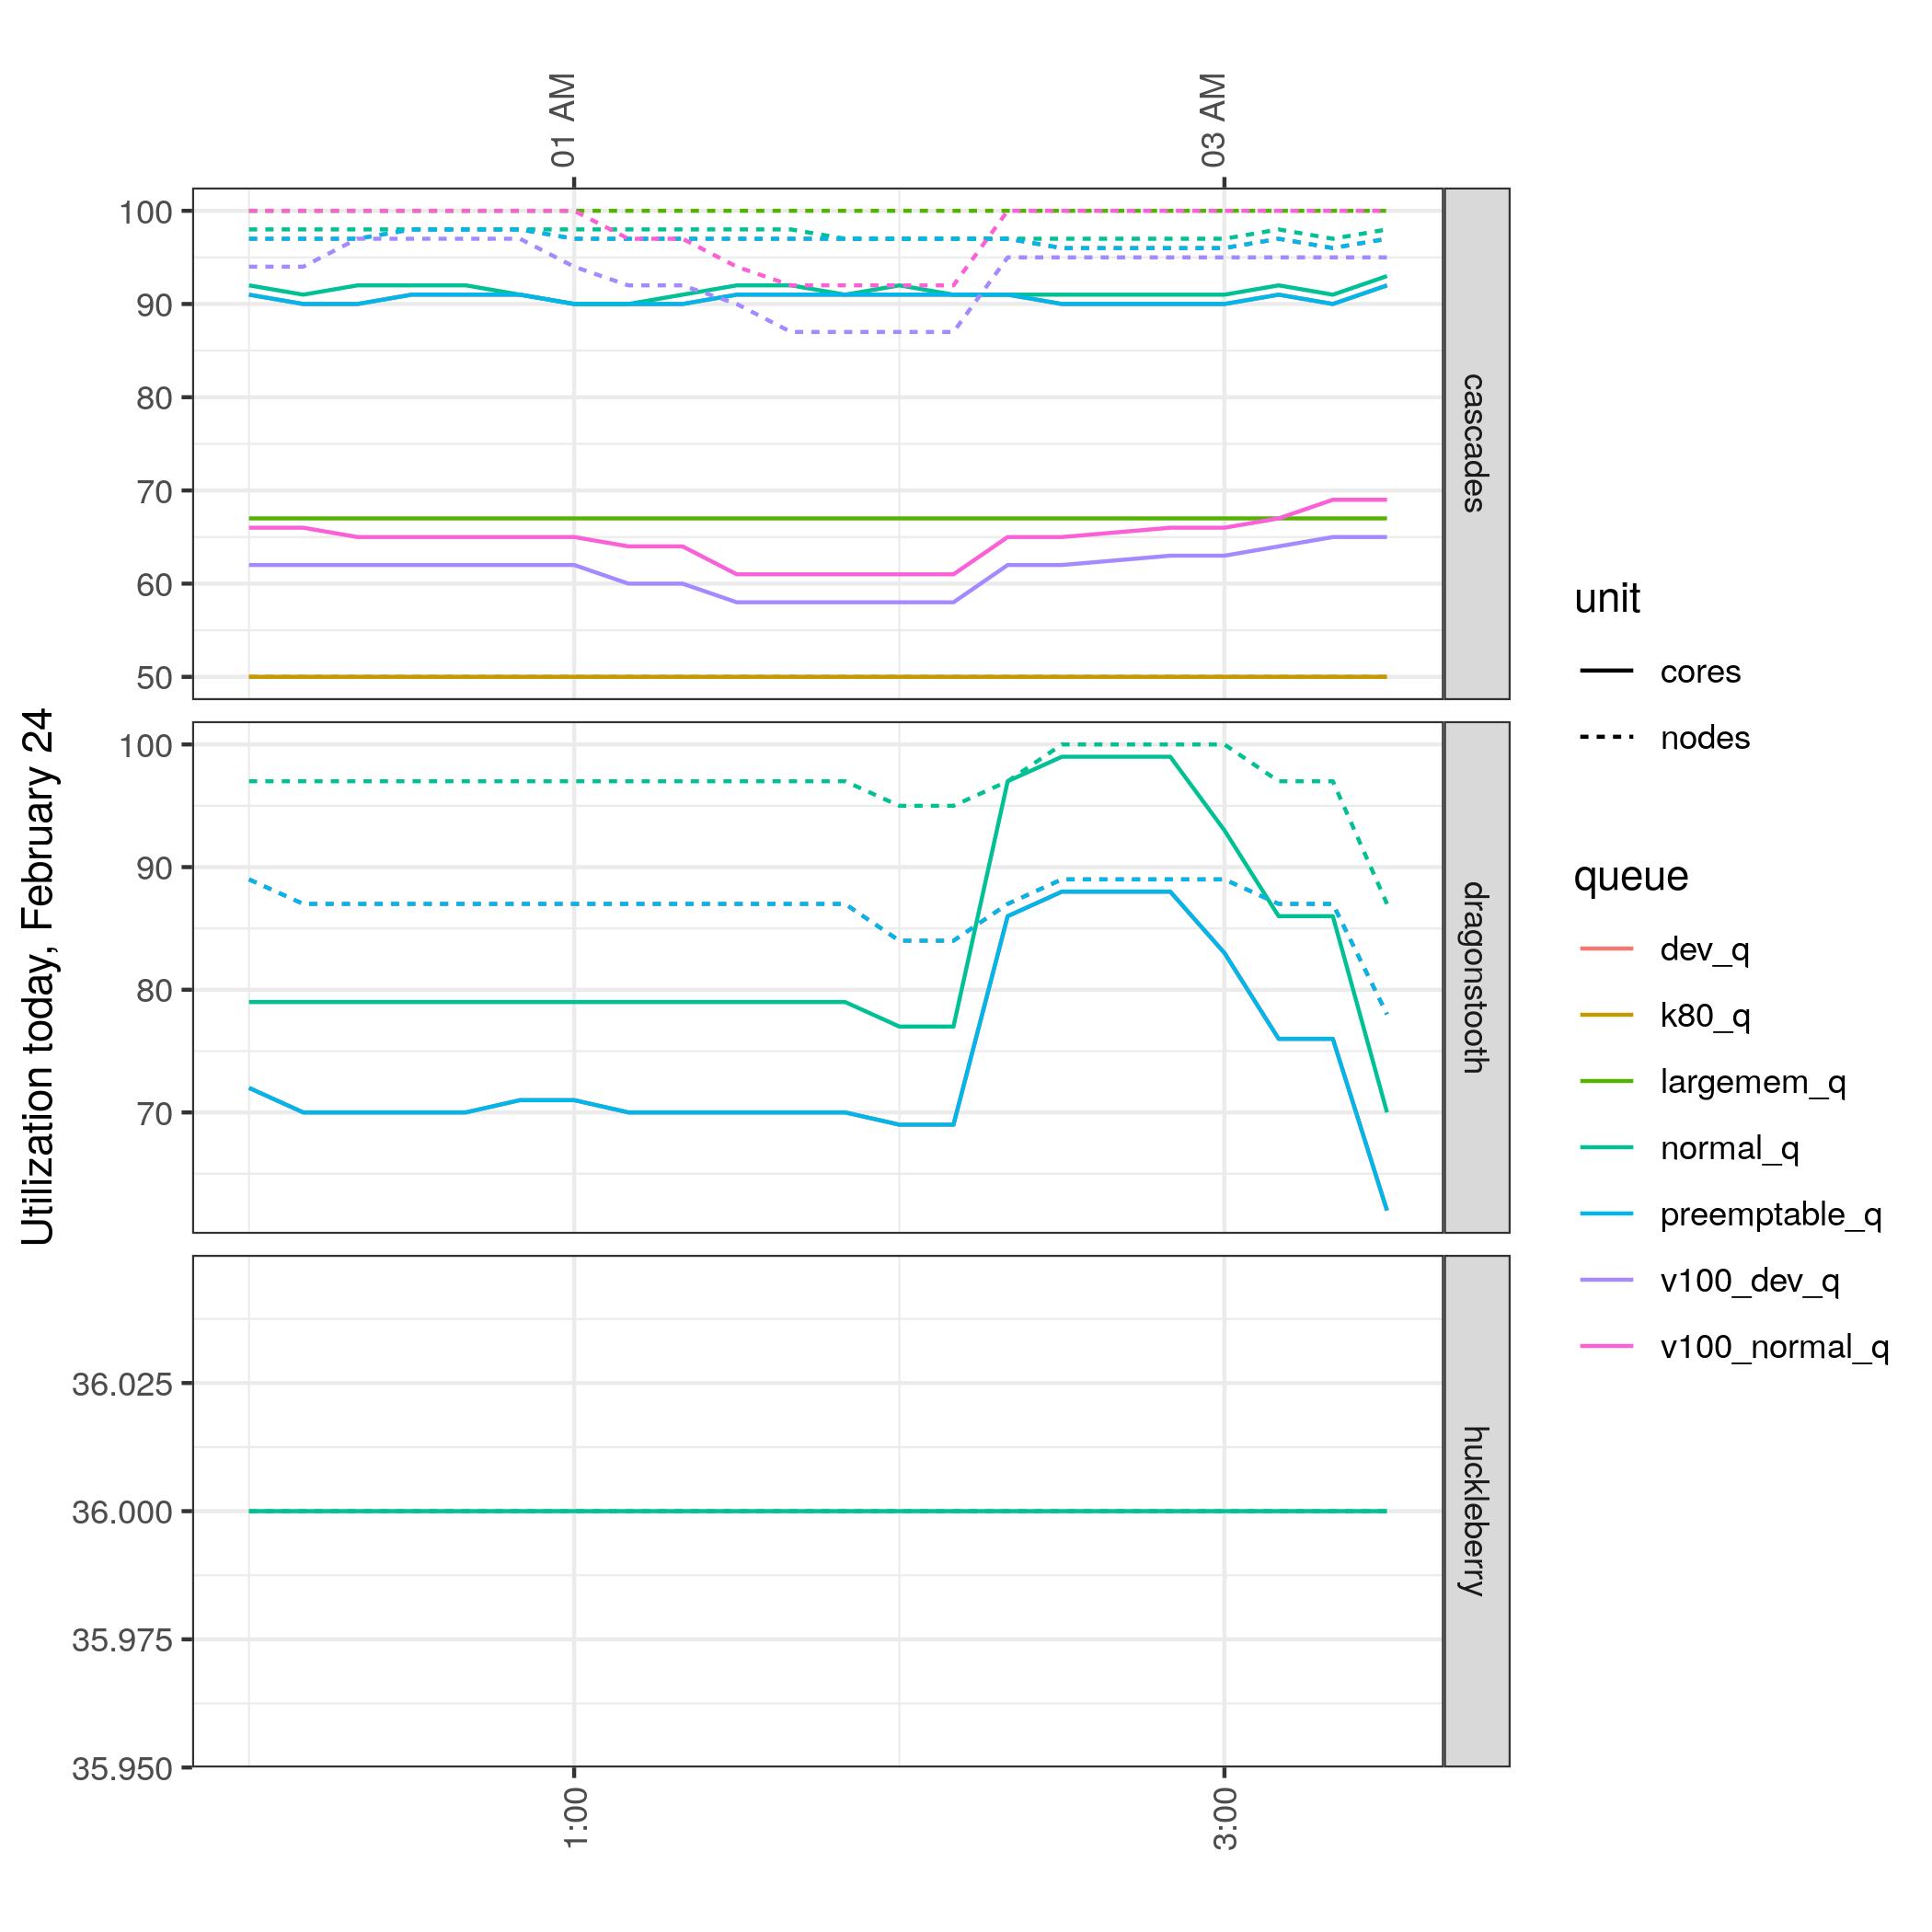 01 AM
03 AM
Utilization today, February 24
100
90
80
70
60
50
cascades
100
90
80
70
dragonstooth
36.025
36.000
35.975
35.950
huckleberry
1:00
3:00
unit
cores
nodes
queue
dev_q
k80_q
largemem_q
normal_q
preemptable_q
v100_dev_q
v100_normal_q